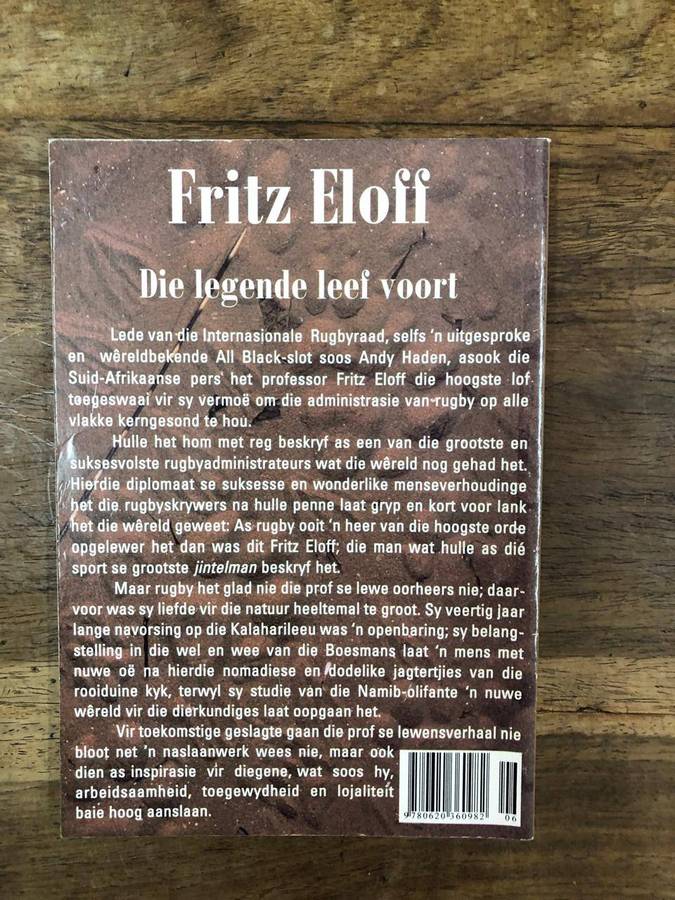 Fritz Eloff
Die legende leef voort
Lede van die Internasionale Rugbyraad, selfs 'n uitgesproke
en wêreldbekende All Black-slot soos Andy Haden, asook die
Suid-Afrikaanse pers het professor Fritz Eloff die hoogste lof
toegeswaai vir sy vermoë om die administrasie van rugby op alle
vlakke kerngesond te hou.
Hulle het hom met reg beskryf as een van die grootste en
suksesvolste rugbyadministrateurs wat die wêreld nog gehad het.
Hierdie diplomaat se suksesse en wonderlike menseverhoudinge
het die rugbyskrywers na hulle penne laat gryp en kort voor lank
het die wêreld geweet: As rugby ooit 'n heer van die hoogste orde
opgelewer het dan was dit Fritz Eloff; die man wat hulle as dié
sport se grootste jintelman beskryf het.
Maar rugby het glad nie die prof se lewe oorheers nie; daar-
voor was sy liefde vir die natuur heeltemal te groot. Sy veertig jaar
lange navorsing op die Kalaharileeu was 'n openbaring; sy belang-
stelling in die wel en wee van die Boesmans laat 'n mens met
nuwe oë na hierdie nomadiese en dodelike jagtertjies van die
rooiduine kyk, terwyl sy studie van die Namib-olifante 'n nuwe
wêreld vir die dierkundiges laat oopgaan het.
Vir toekomstige geslagte gaan die prof se lewensverhaal nie
bloot net 'n naslaanwerk wees nie, maar ook
dien as inspirasie vir diegene, wat soos hy,
arbeidsaamheid, toegewydheid en lojaliteit
baie hoog aanslaan.
9 780620 360982 06